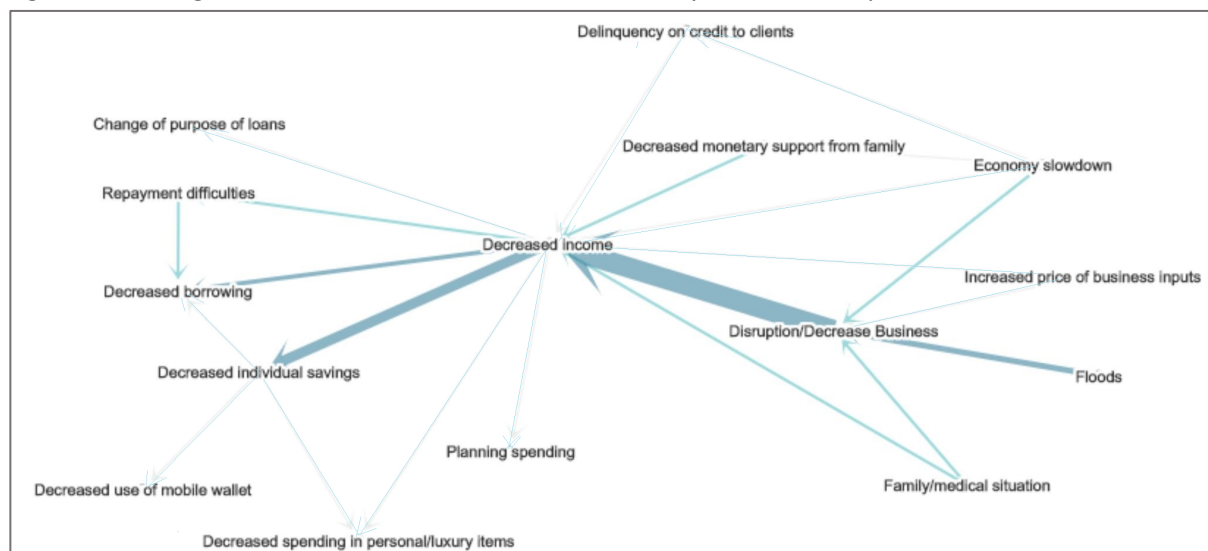 Delinquency on credit to clients
Change of purpose of loans
Decreased monetary support from family
Economy slowdown
Repayment difficulties
Decreased income
Increased price of business inputs
Decreased borrowing
Disruption/Decrease Business
Decreased individual savings
Floods
Planning spending
Family/medical situation
Decreased use of mobile wallet
Decreased spending in personal/luxury items